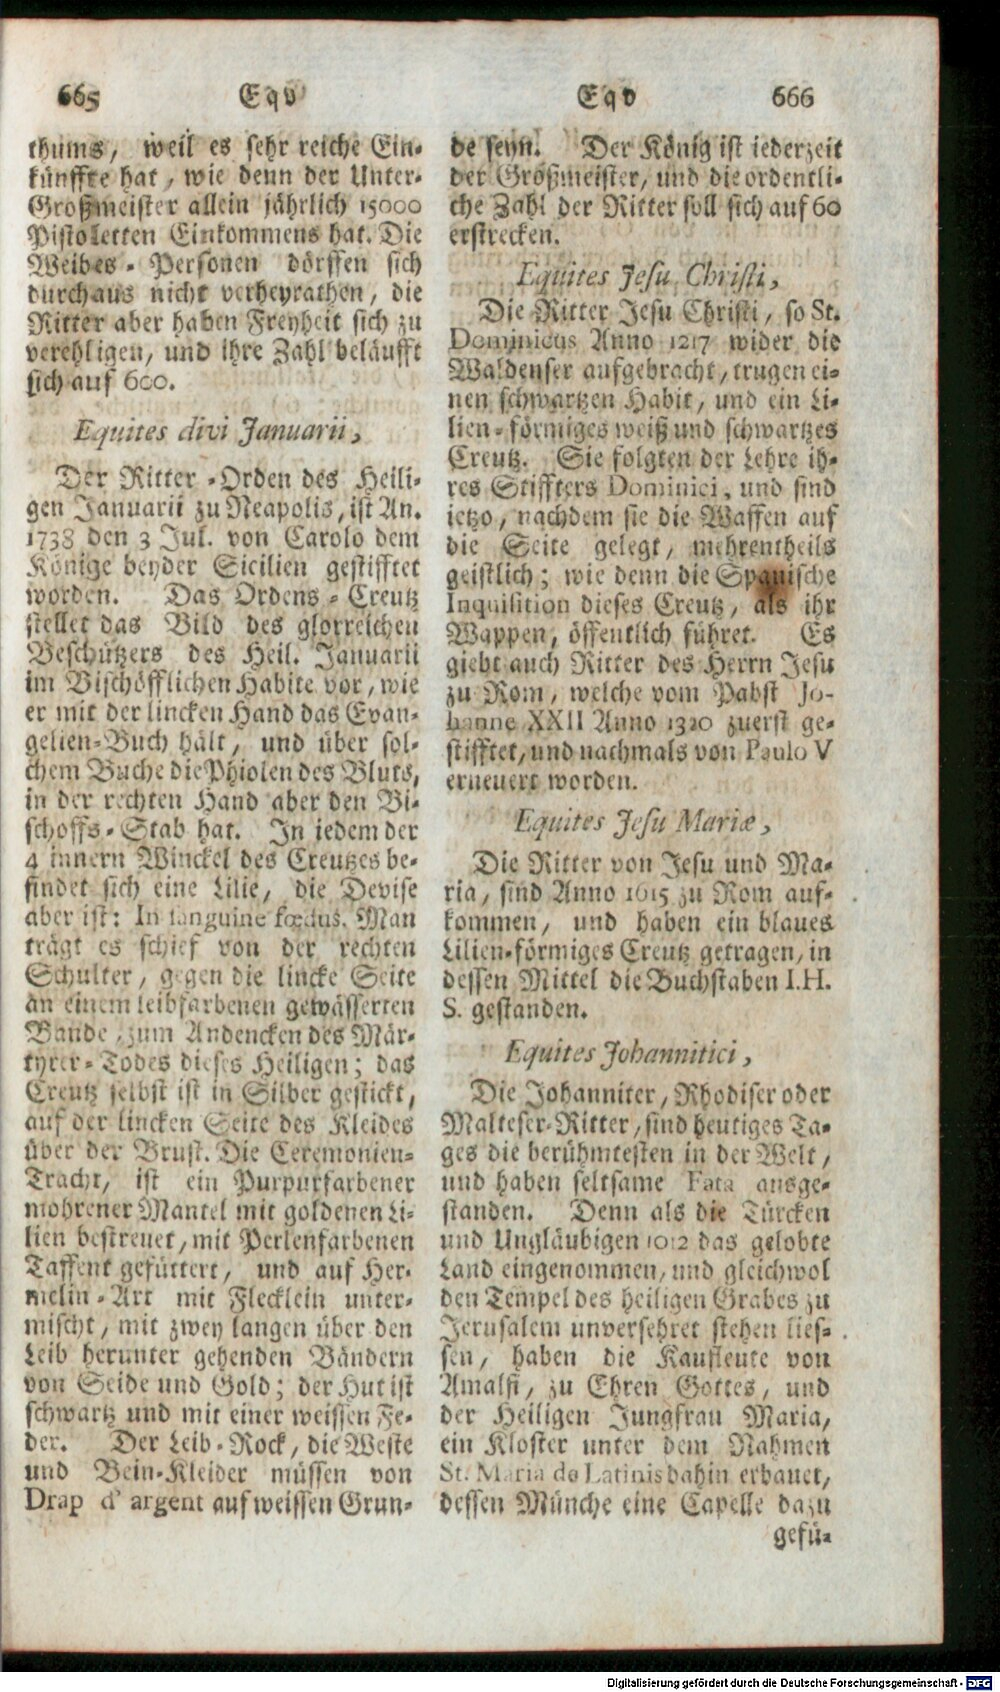 665 Eqv
thums, weil es sehr reiche Ein-
künffte hat, wie denn der Unter-
Großmeister allein jährlich 15000
Pistoletten Einkommens hat. Die
Weibes-Personen dörffen sich
durchaus nicht verheyrathen, die
Ritter aber haben Freyheit sich zu
verehligen, und ihre Zahl beläufft
sich auf 600.
Equites divi Januarii,
Der Ritter-Orden des Heili-
gen Januarii zu Neapolis, ist An.
1738 den 3 Jul. von Carolo dem
Könige beyder Sicilien gestifftet
worden. Das Ordens-Creutz
stellet das Bild des glorreichen
Beschützers des Heil. Januarii
im Bischöfflichen Habite vor, wie
er mit der lincken Hand das Evan-
gelien-Buch hält, und über sol-
chem Buche die Phiolen des Bluts,
in der rechten Hand aber den Bi-
schoffs-Stab hat. In iedem der
4 innern Winckel des Creutzes be-
findet sich eine Lilie, die Devise
aber ist: In sanguine fœdus. Man
trägt es schief von der rechten
Schulter, gegen die lincke Seite
an einem leibfarbenen gewässerten
Bande, zum Andencken des Mär-
tyrer-Todes dieses Heiligen; das
Creutz selbst ist in Silber gestickt,
auf der lincken Seite des Kleides
über der Brust. Die Ceremonien-
Tracht, ist ein Purpurfarbener
mohrener Mantel mit goldenen Li-
lien bestreuet, mit Perlenfarbenen
Taffent gefüttert, und auf Her-
melin-Art mit Flecklein unter-
mischt, mit zwey langen über den
Leib herunter gehenden Bändern
von Seide und Gold; der Hut ist
schwartz und mit einer weissen Fe-
der. Der Leib-Rock, die Weste
und Bein-Kleider müssen von
Drap d' argent auf weissen Grun-
Eqv 666
de seyn. Der König ist iederzeit
der Großmeister, und die ordentli-
che Zahl der Ritter soll sich auf 60
erstrecken.
Equites Jesu Christi,
Die Ritter Jesu Christi, so St.
Dominicus Anno 1217 wider die
Waldenser aufgebracht, trugen ei-
nen schwartzen Habit, und ein Li-
lien-förmiges weiß und schwartzes
Creutz. Sie folgten der Lehre ih-
res Stiffters Dominici, und sind
ietzo, nachdem sie die Waffen auf
die Seite gelegt, mehrentheils
geistlich; wie denn die Spanische
Inquisition dieses Creutz, als ihr
Wappen, öffentlich führet. Es
giebt auch Ritter des Herrn Jesu
zu Rom, welche vom Pabst Jo-
hanne XXII Anno 1320 zuerst ge-
stifftet, und nachmals von Paulo V
erneuert worden.
Equites Jesu Mariæ,
Die Ritter von Jesu und Ma-
ria, sind Anno 1615 zu Rom auf-
kommen, und haben ein blaues
Lilien-förmiges Creutz getragen, in
dessen Mittel die Buchstaben I.H.
S. gestanden.
Equites Johannitici,
Die Johanniter, Rhodiser oder
Malteser-Ritter, sind heutiges Ta-
ges die berühmtesten in der Welt,
und haben seltsame Fata ausge-
standen. Denn als die Türcken
und Ungläubigen 1012 das gelobte
Land eingenommen, und gleichwol
den Tempel des heiligen Grabes zu
Jerusalem unversehret stehen lies-
sen, haben die Kaufleute von
Amalfi, zu Ehren Gottes, und
der Heiligen Jungfrau Maria,
ein Kloster unter dem Nahmen
St. Maria de Latinis dahin erbauet,
dessen Münche eine Capelle dazu
gefü-
Digitalisierung gefördert durch die Deutsche Forschungsgemeinschaft - DFG